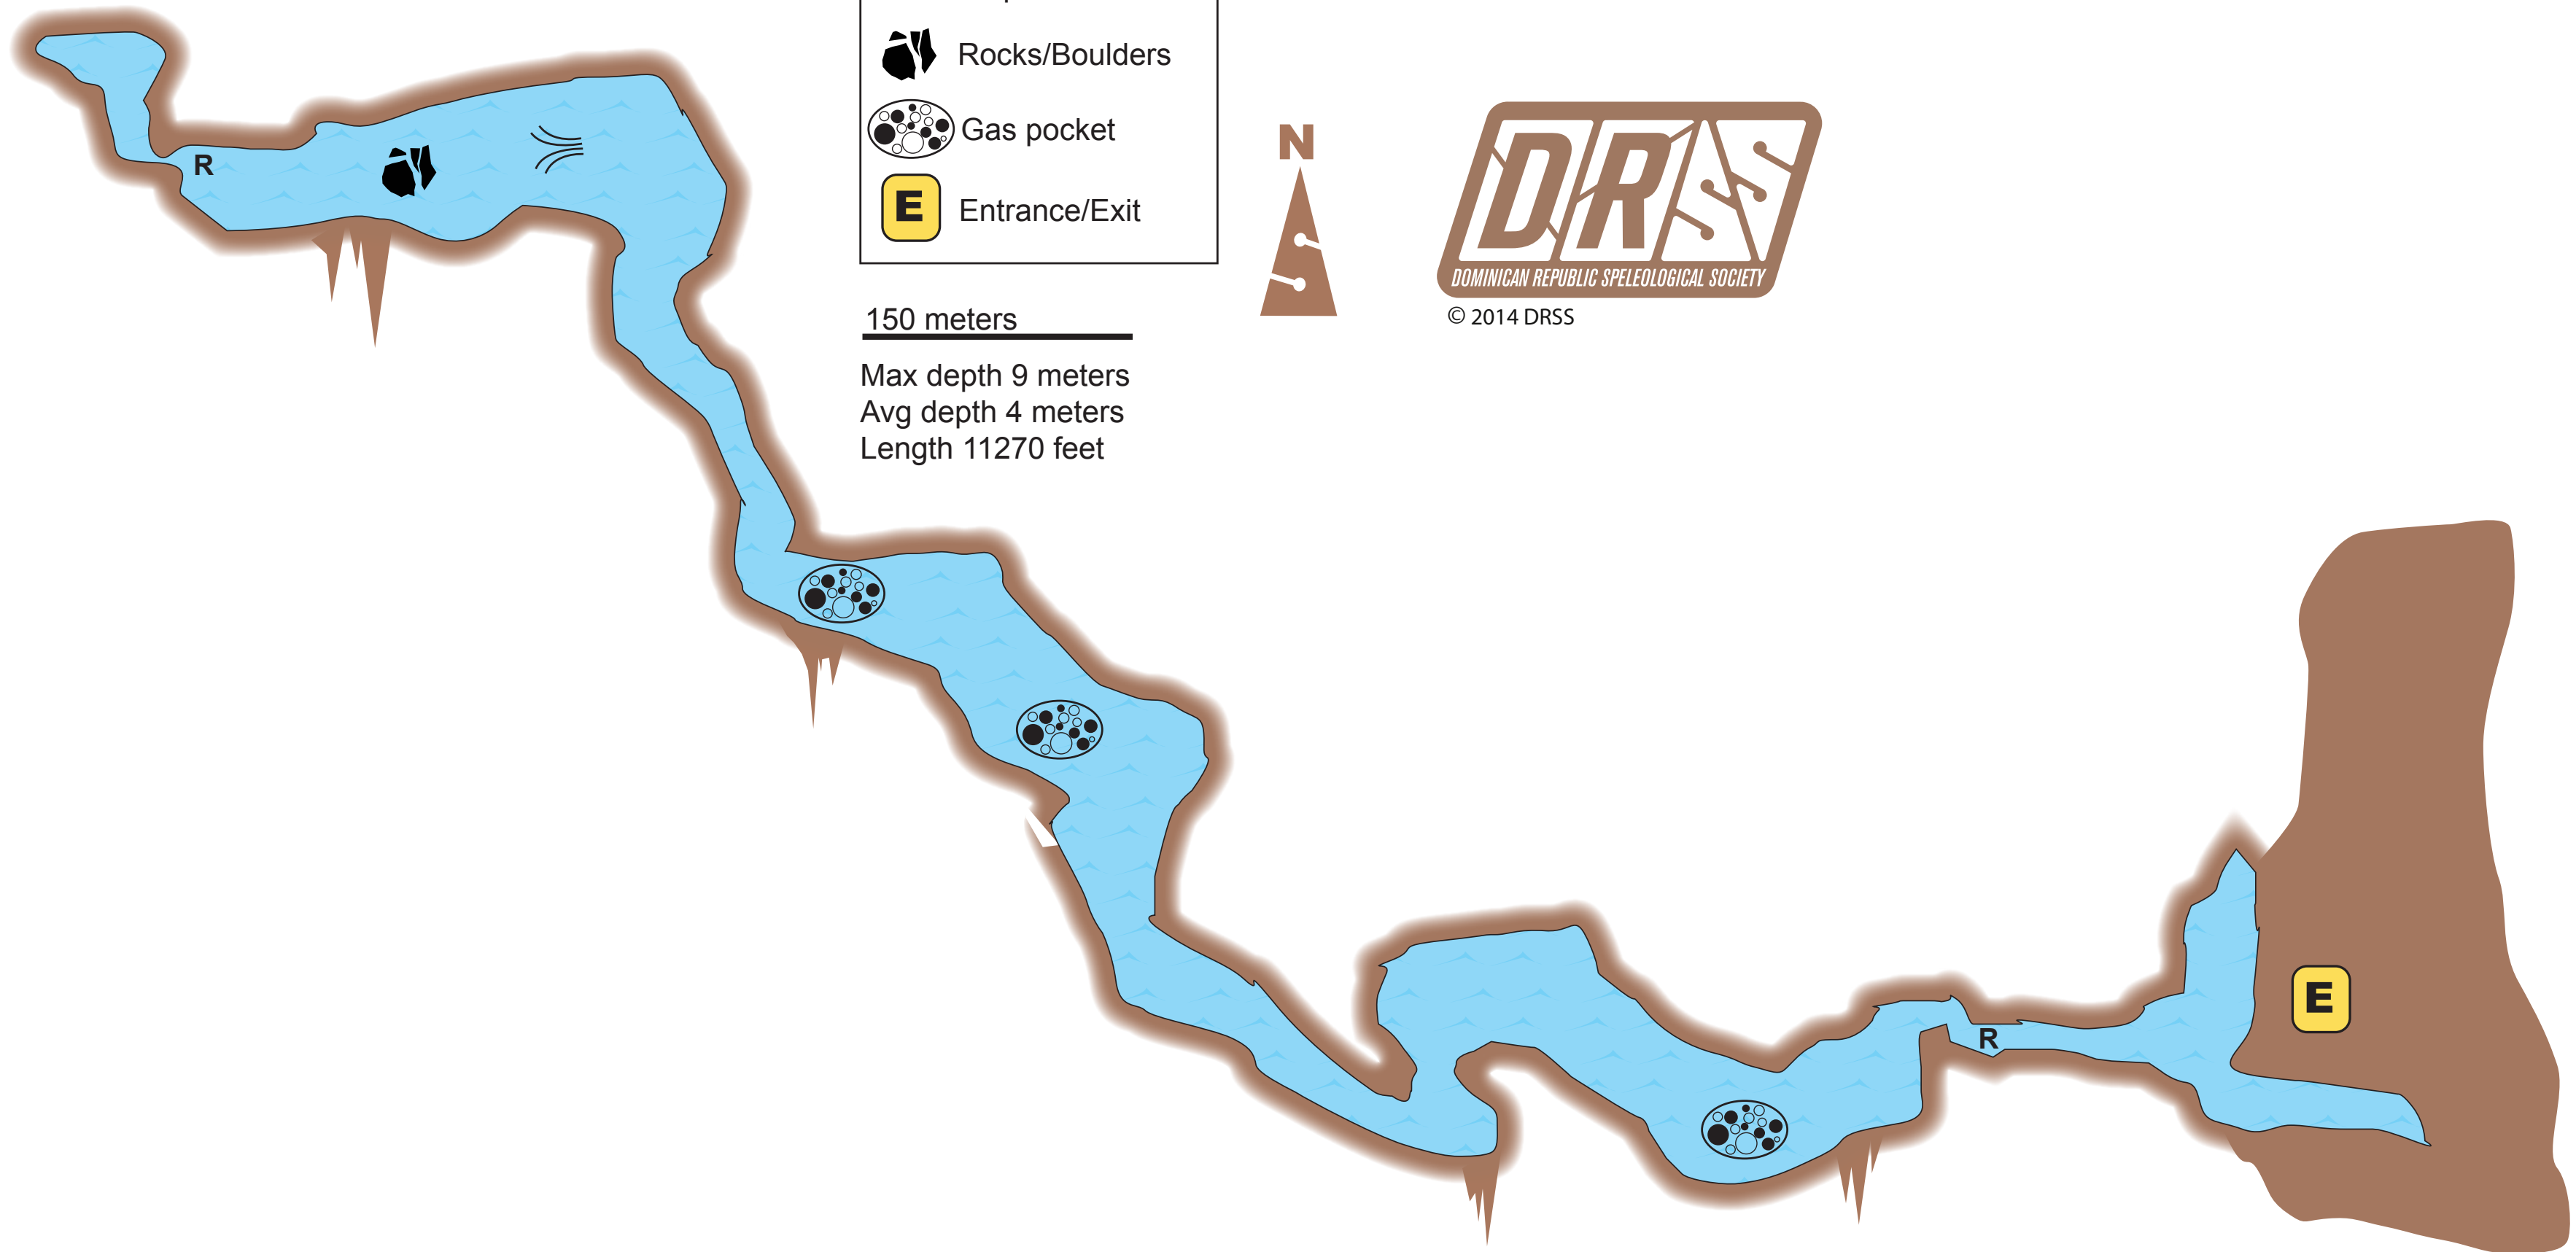 Rocks/Boulders
Gas pocket
E Entrance/Exit
150 meters
Max depth 9 meters
Avg depth 4 meters
Length 11270 feet
N
DRSS
DOMINICAN REPUBLIC SPELEOLOGICAL SOCIETY
© 2014 DRSS
R
R
E